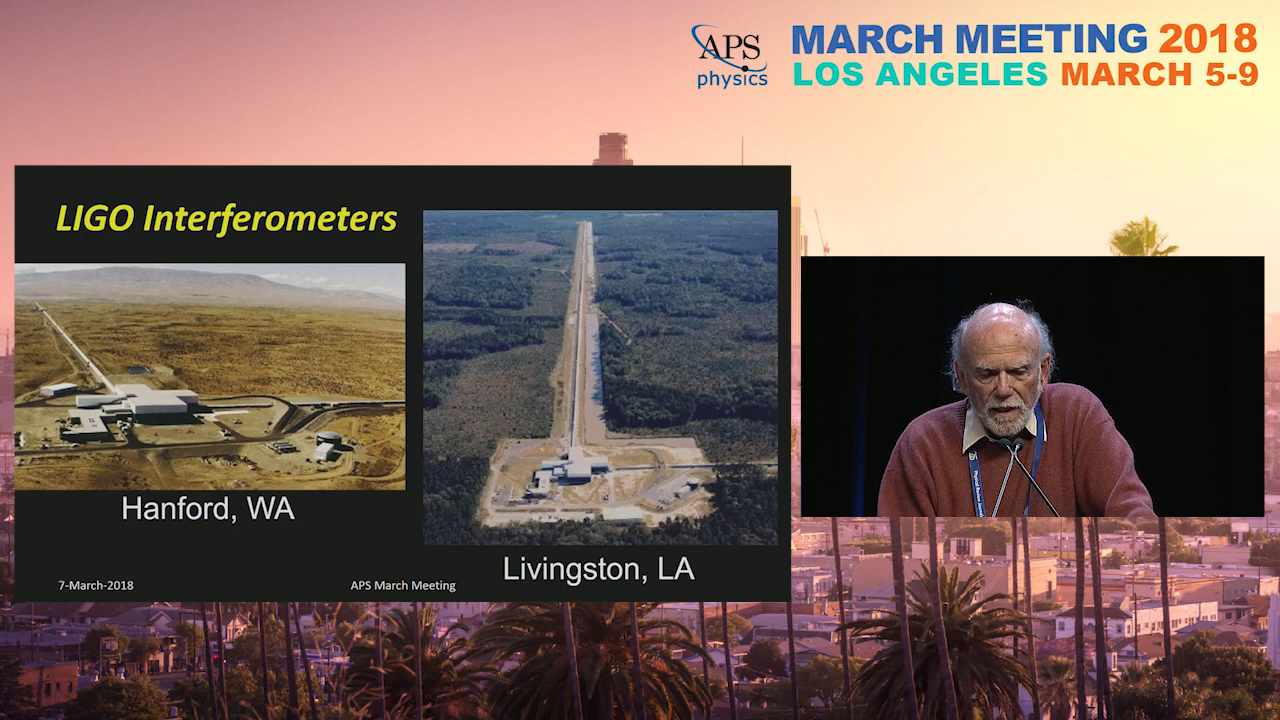 APS
physics
MARCH MEETING 2018
LOS ANGELES MARCH 5-9
LIGO Interferometers
Hanford, WA
Livingston, LA
7-March-2018
APS March Meeting